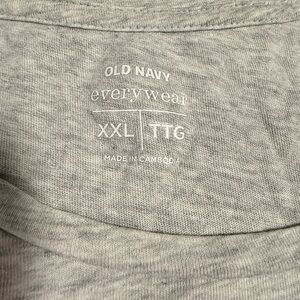 OLD NAVY
everywear
XXL TTG
MADE IN CAMBODIA